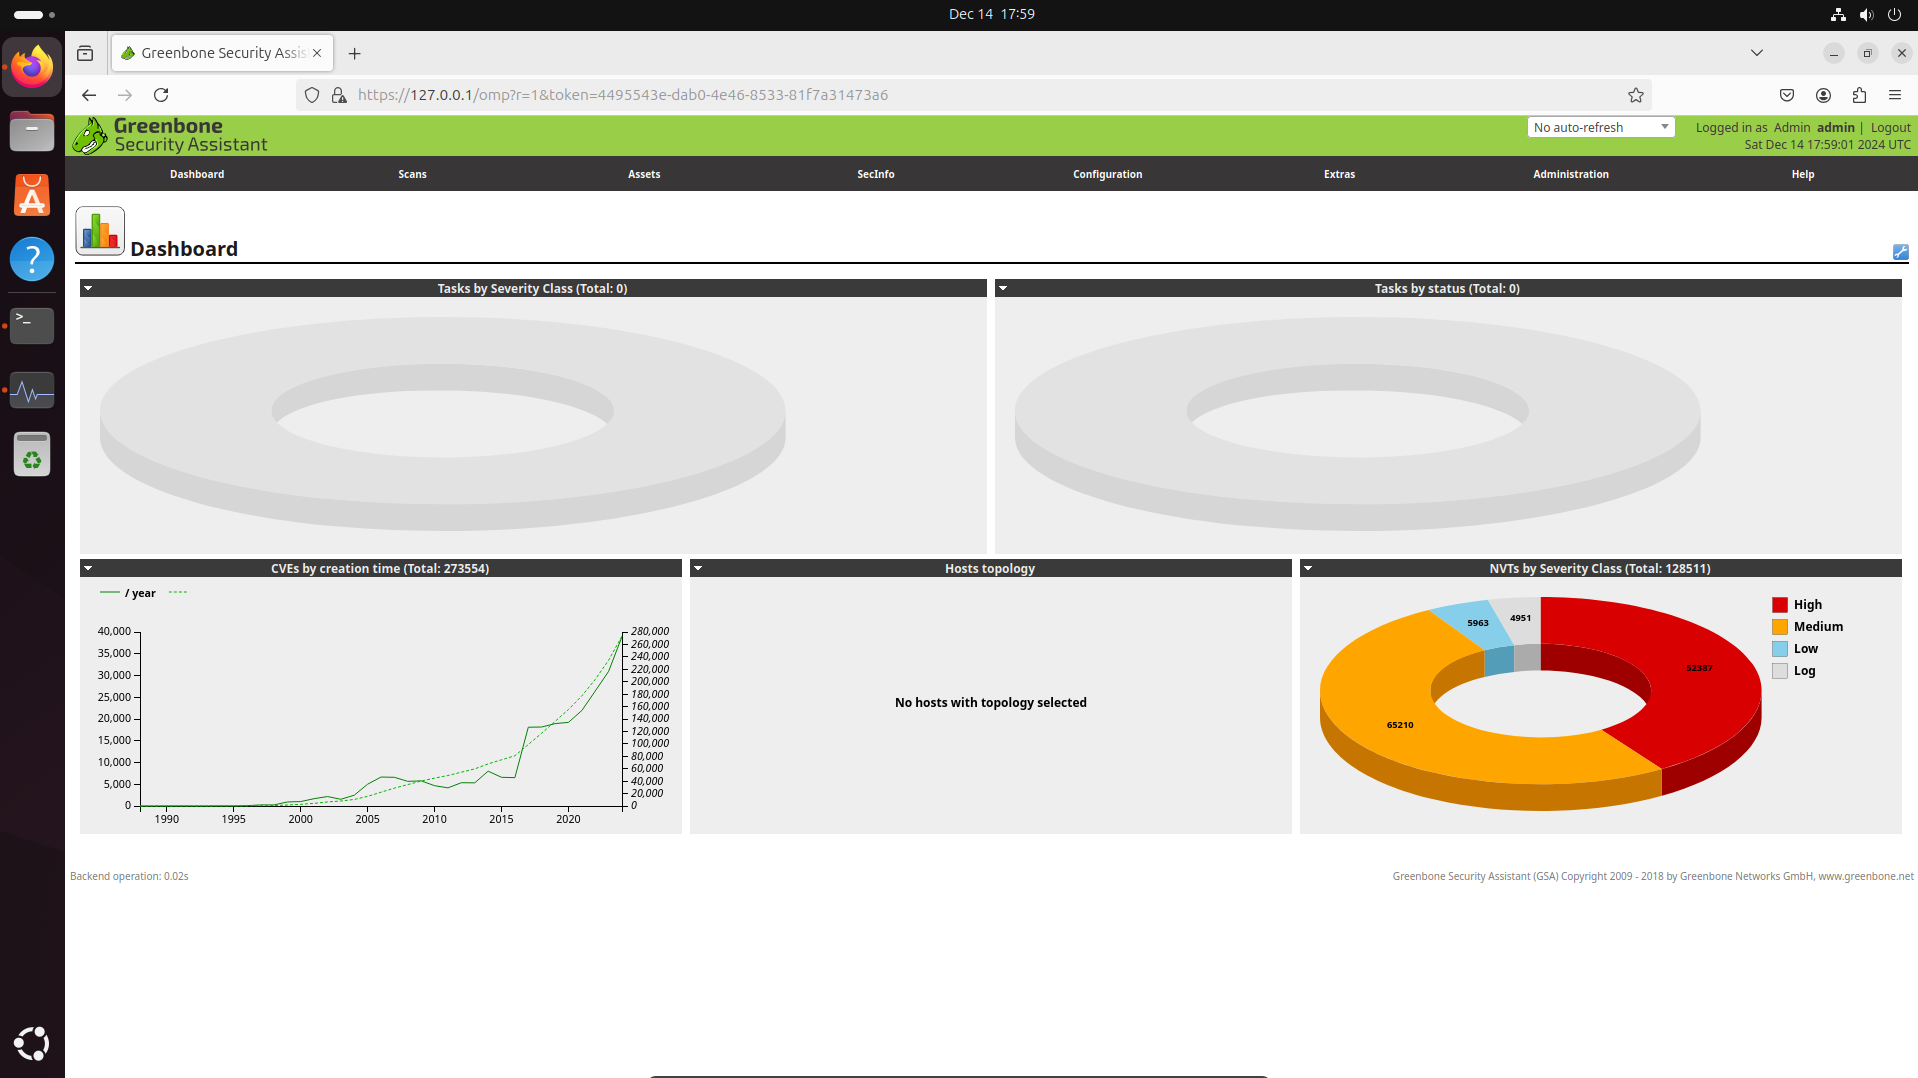 Dec 14 17:59
Greenbone Security Assis
https://127.0.0.1/omp?r=1&token=4495543e-dab0-4e46-8533-81f7a31473a6
Greenbone
Security Assistant
No auto-refresh
Logged in as Admin admin | Logout
Sat Dec 14 17:59:01 2024 UTC
Dashboard
Scans
Assets
SecInfo
Configuration
Extras
Administration
Help
Dashboard
Tasks by Severity Class (Total: 0)
Tasks by status (Total: 0)
CVEs by creation time (Total: 273554)
/ year
40,000
35,000
30,000
25,000
20,000
15,000
10,000
5,000
0
280,000
260,000
240,000
220,000
200,000
180,000
160,000
140,000
120,000
100,000
80,000
60,000
40,000
20,000
0
1990
1995
2000
2005
2010
2015
2020
Hosts topology
No hosts with topology selected
NVTs by Severity Class (Total: 128511)
5963
4951
52387
65210
High
Medium
Low
Log
Backend operation: 0.02s
Greenbone Security Assistant (GSA) Copyright 2009 - 2018 by Greenbone Networks GmbH, www.greenbone.net